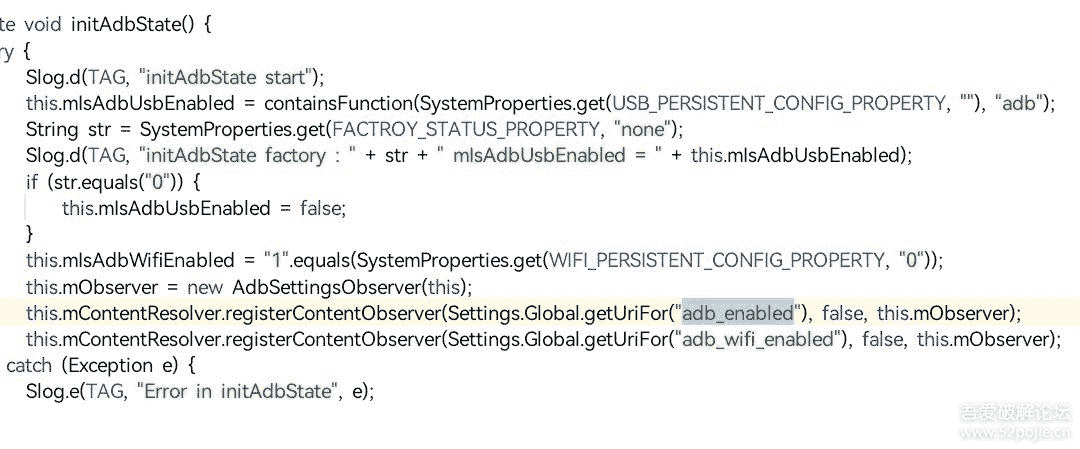 te void initAdbState() {
ry {
Slog.d(TAG, "initAdbState start");
this.mIsAdbUsbEnabled = containsFunction(SystemProperties.get(USB_PERSISTENT_CONFIG_PROPERTY, ""), "adb");
String str = SystemProperties.get(FACTROY_STATUS_PROPERTY, "none");
Slog.d(TAG, "initAdbState factory : " + str + " mIsAdbUsbEnabled = " + this.mIsAdbUsbEnabled);
if (str.equals("0")) {
this.mIsAdbUsbEnabled = false;
}
this.mIsAdbWifiEnabled = "1".equals(SystemProperties.get(WIFI_PERSISTENT_CONFIG_PROPERTY, "0"));
this.mObserver = new AdbSettingsObserver(this);
this.mContentResolver.registerContentObserver(Settings.Global.getUriFor("adb_enabled"), false, this.mObserver);
this.mContentResolver.registerContentObserver(Settings.Global.getUriFor("adb_wifi_enabled"), false, this.mObserver);
catch (Exception e) {
Slog.e(TAG, "Error in initAdbState", e);
吾爱破解论坛
www.52pojie.cn